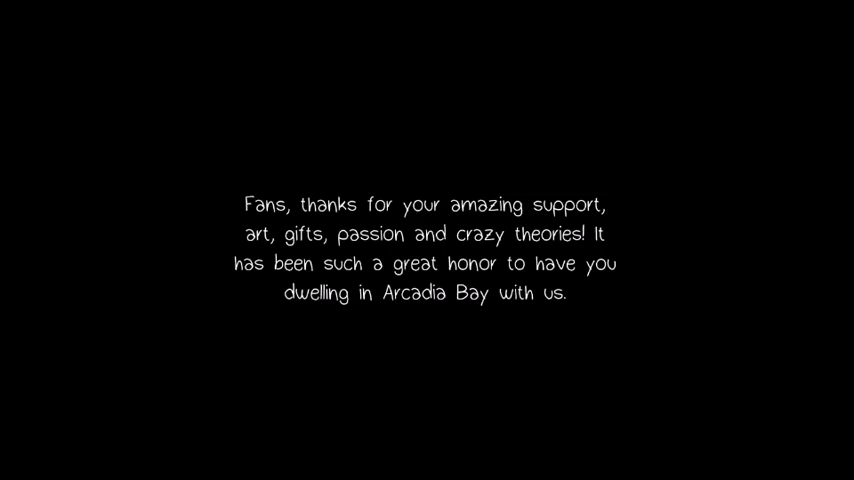 Fans, thanks for your amazing support,
art, gifts, passion and crazy theories! It
has been such a great honor to have you
dwelling in Arcadia Bay with us.